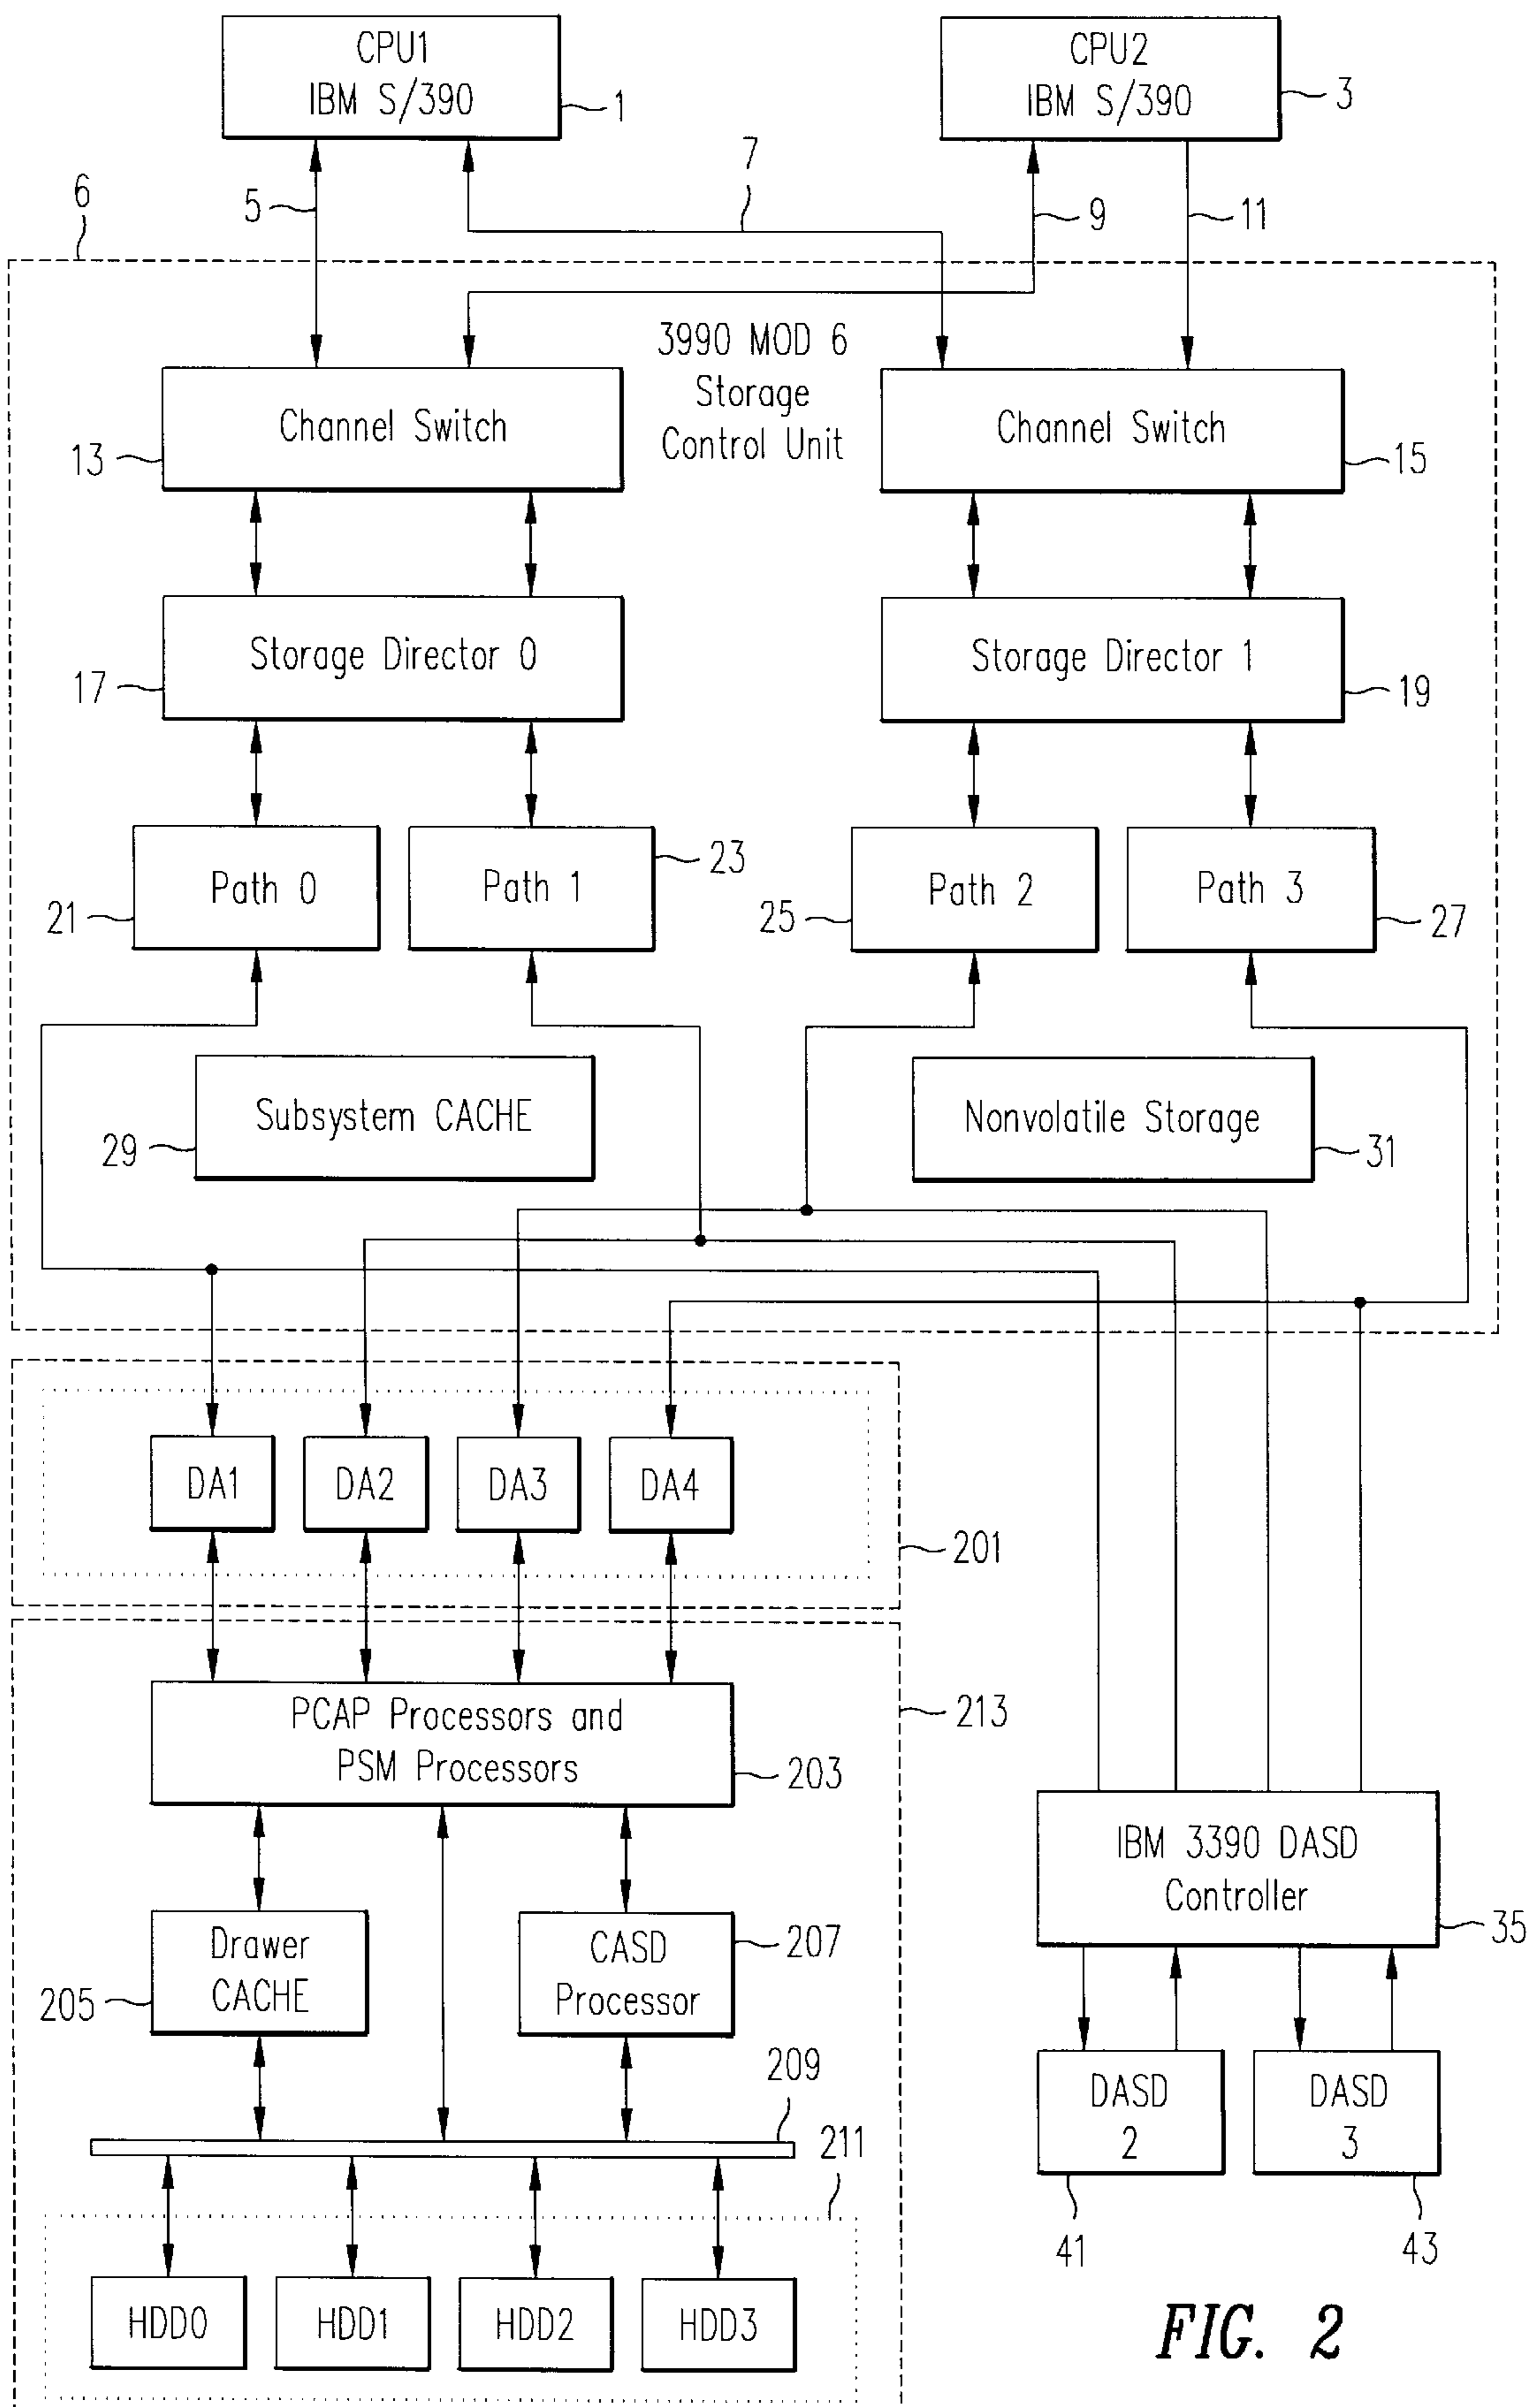 CPU1
IBM S/390
1
CPU2
IBM S/390
3
6
5
7
9
11
3990 MOD 6
Storage
Control Unit
Channel Switch
13
Channel Switch
15
Storage Director 0
17
Storage Director 1
19
Path 0
21
Path 1
23
Path 2
25
Path 3
27
Subsystem CACHE
29
Nonvolatile Storage
31
DA1
DA2
DA3
DA4
201
213
PCAP Processors and
PSM Processors
203
IBM 3390 DASD
Controller
35
Drawer
CACHE
205
CASD
Processor
207
209
211
DASD
2
41
DASD
3
43
HDD0
HDD1
HDD2
HDD3
FIG. 2